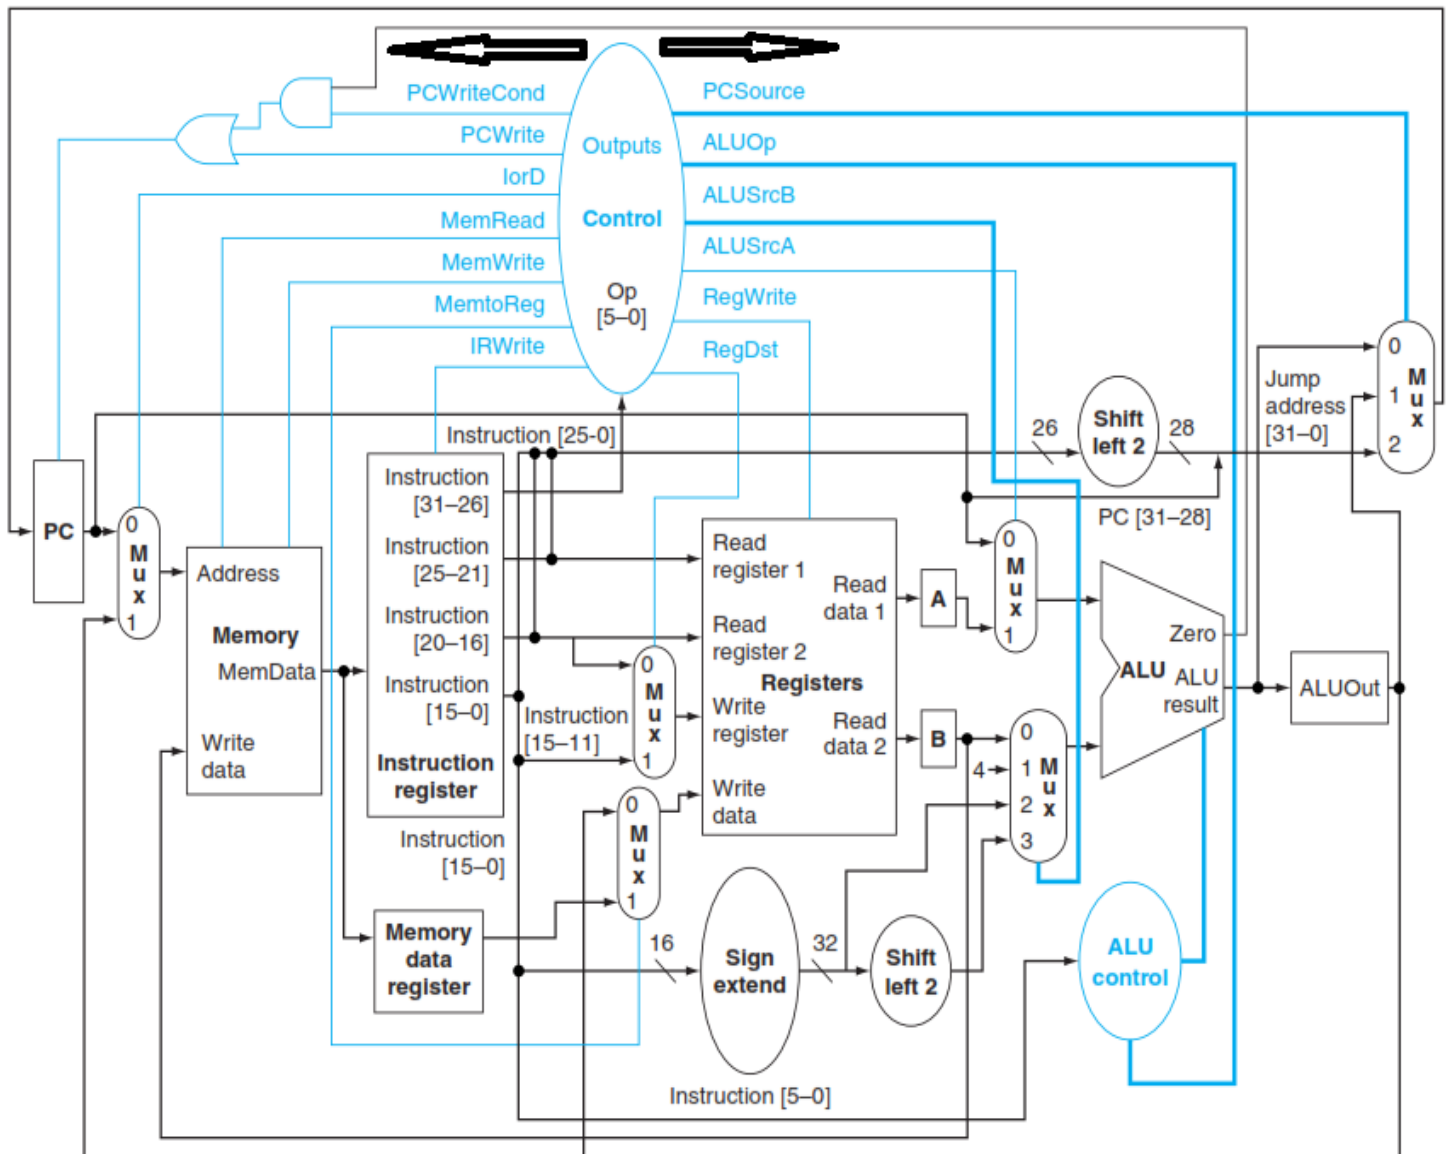 PCWriteCond
PCWrite
IorD
MemRead
MemWrite
MemtoReg
IRWrite
Outputs
Control
Op
[5–0]
PCSource
ALUOp
ALUSrcB
ALUSrcA
RegWrite
RegDst
PC
0
M
u
x
1
Address
Memory
MemData
Write
data
Instruction [25-0]
Instruction
[31–26]
Instruction
[25–21]
Instruction
[20–16]
Instruction
[15–0]
Instruction
register
Instruction
[15–0]
Memory
data
register
Instruction
[15–11]
0
M
u
x
1
0
M
u
x
1
Read
register 1
Read
register 2
Registers
Write
register
Write
data
Read
data 1
Read
data 2
A
B
16
Sign
extend
32
Shift
left 2
Instruction [5–0]
0
M
u
x
1
4
0
1
2
3
M
u
x
26
Shift
left 2
28
PC [31–28]
Jump
address
[31–0]
0
1
2
M
u
x
Zero
ALU
ALU
result
ALUOut
ALU
control